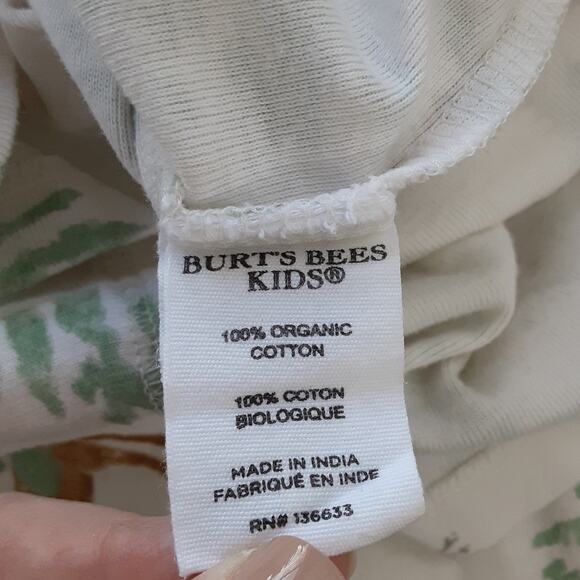 BURT'S BEES
KIDS®
100% ORGANIC
COTTON
100% COTON
BIOLOGIQUE
MADE IN INDIA
FABRIQUÉ EN INDE
RN# 136633